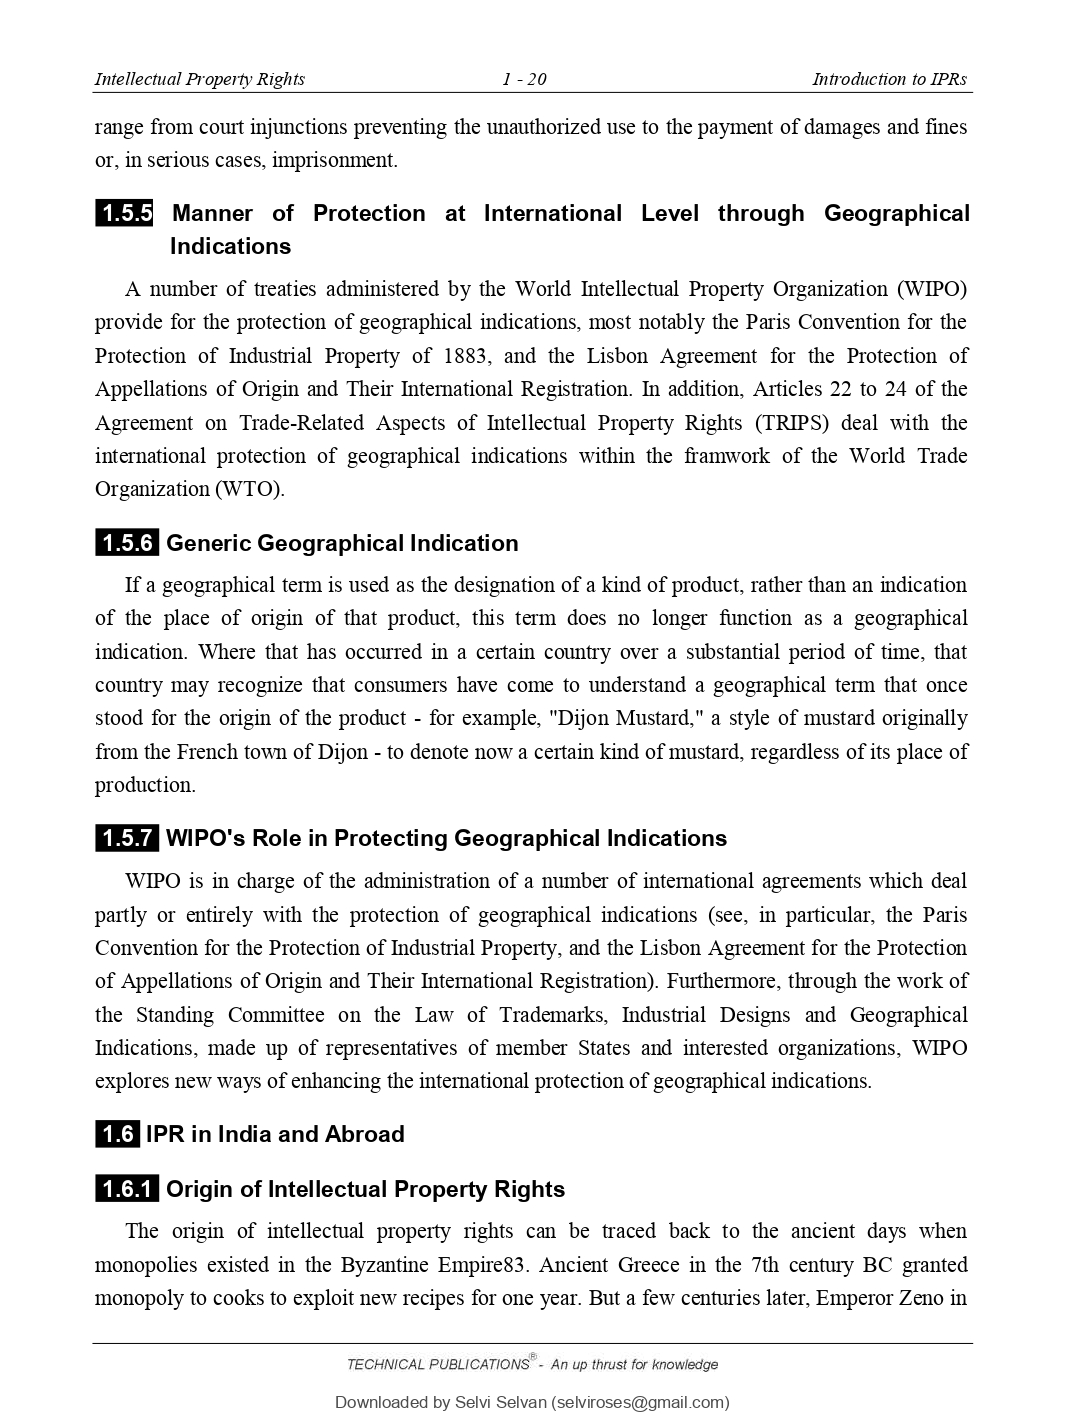 Intellectual Property Rights 1 - 20 Introduction to IPRs
range from court injunctions preventing the unauthorized use to the payment of damages and fines
or, in serious cases, imprisonment.
1.5.5 Manner of Protection at International Level through Geographical
Indications
A number of treaties administered by the World Intellectual Property Organization (WIPO)
provide for the protection of geographical indications, most notably the Paris Convention for the
Protection of Industrial Property of 1883, and the Lisbon Agreement for the Protection of
Appellations of Origin and Their International Registration. In addition, Articles 22 to 24 of the
Agreement on Trade-Related Aspects of Intellectual Property Rights (TRIPS) deal with the
international protection of geographical indications within the framwork of the World Trade
Organization (WTO).
1.5.6 Generic Geographical Indication
If a geographical term is used as the designation of a kind of product, rather than an indication
of the place of origin of that product, this term does no longer function as a geographical
indication. Where that has occurred in a certain country over a substantial period of time, that
country may recognize that consumers have come to understand a geographical term that once
stood for the origin of the product - for example, "Dijon Mustard," a style of mustard originally
from the French town of Dijon - to denote now a certain kind of mustard, regardless of its place of
production.
1.5.7 WIPO's Role in Protecting Geographical Indications
WIPO is in charge of the administration of a number of international agreements which deal
partly or entirely with the protection of geographical indications (see, in particular, the Paris
Convention for the Protection of Industrial Property, and the Lisbon Agreement for the Protection
of Appellations of Origin and Their International Registration). Furthermore, through the work of
the Standing Committee on the Law of Trademarks, Industrial Designs and Geographical
Indications, made up of representatives of member States and interested organizations, WIPO
explores new ways of enhancing the international protection of geographical indications.
1.6 IPR in India and Abroad
1.6.1 Origin of Intellectual Property Rights
The origin of intellectual property rights can be traced back to the ancient days when
monopolies existed in the Byzantine Empire83. Ancient Greece in the 7th century BC granted
monopoly to cooks to exploit new recipes for one year. But a few centuries later, Emperor Zeno in
TECHNICAL PUBLICATIONS® - An up thrust for knowledge
Downloaded by Selvi Selvan (selviroses@gmail.com)